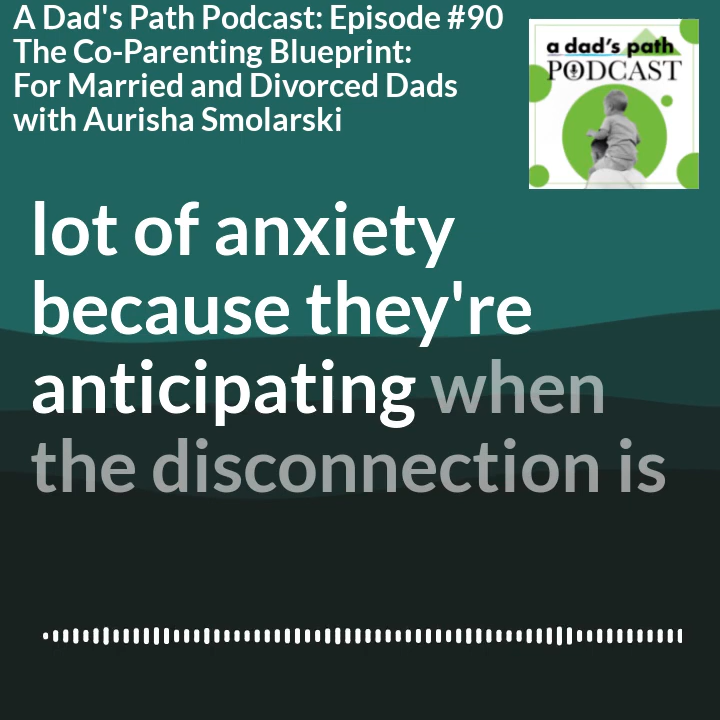 A Dad's Path Podcast: Episode #90
The Co-Parenting Blueprint:
For Married and Divorced Dads
with Aurisha Smolarski
a dad's path
PODCAST
lot of anxiety
because they're
anticipating when
the disconnection is